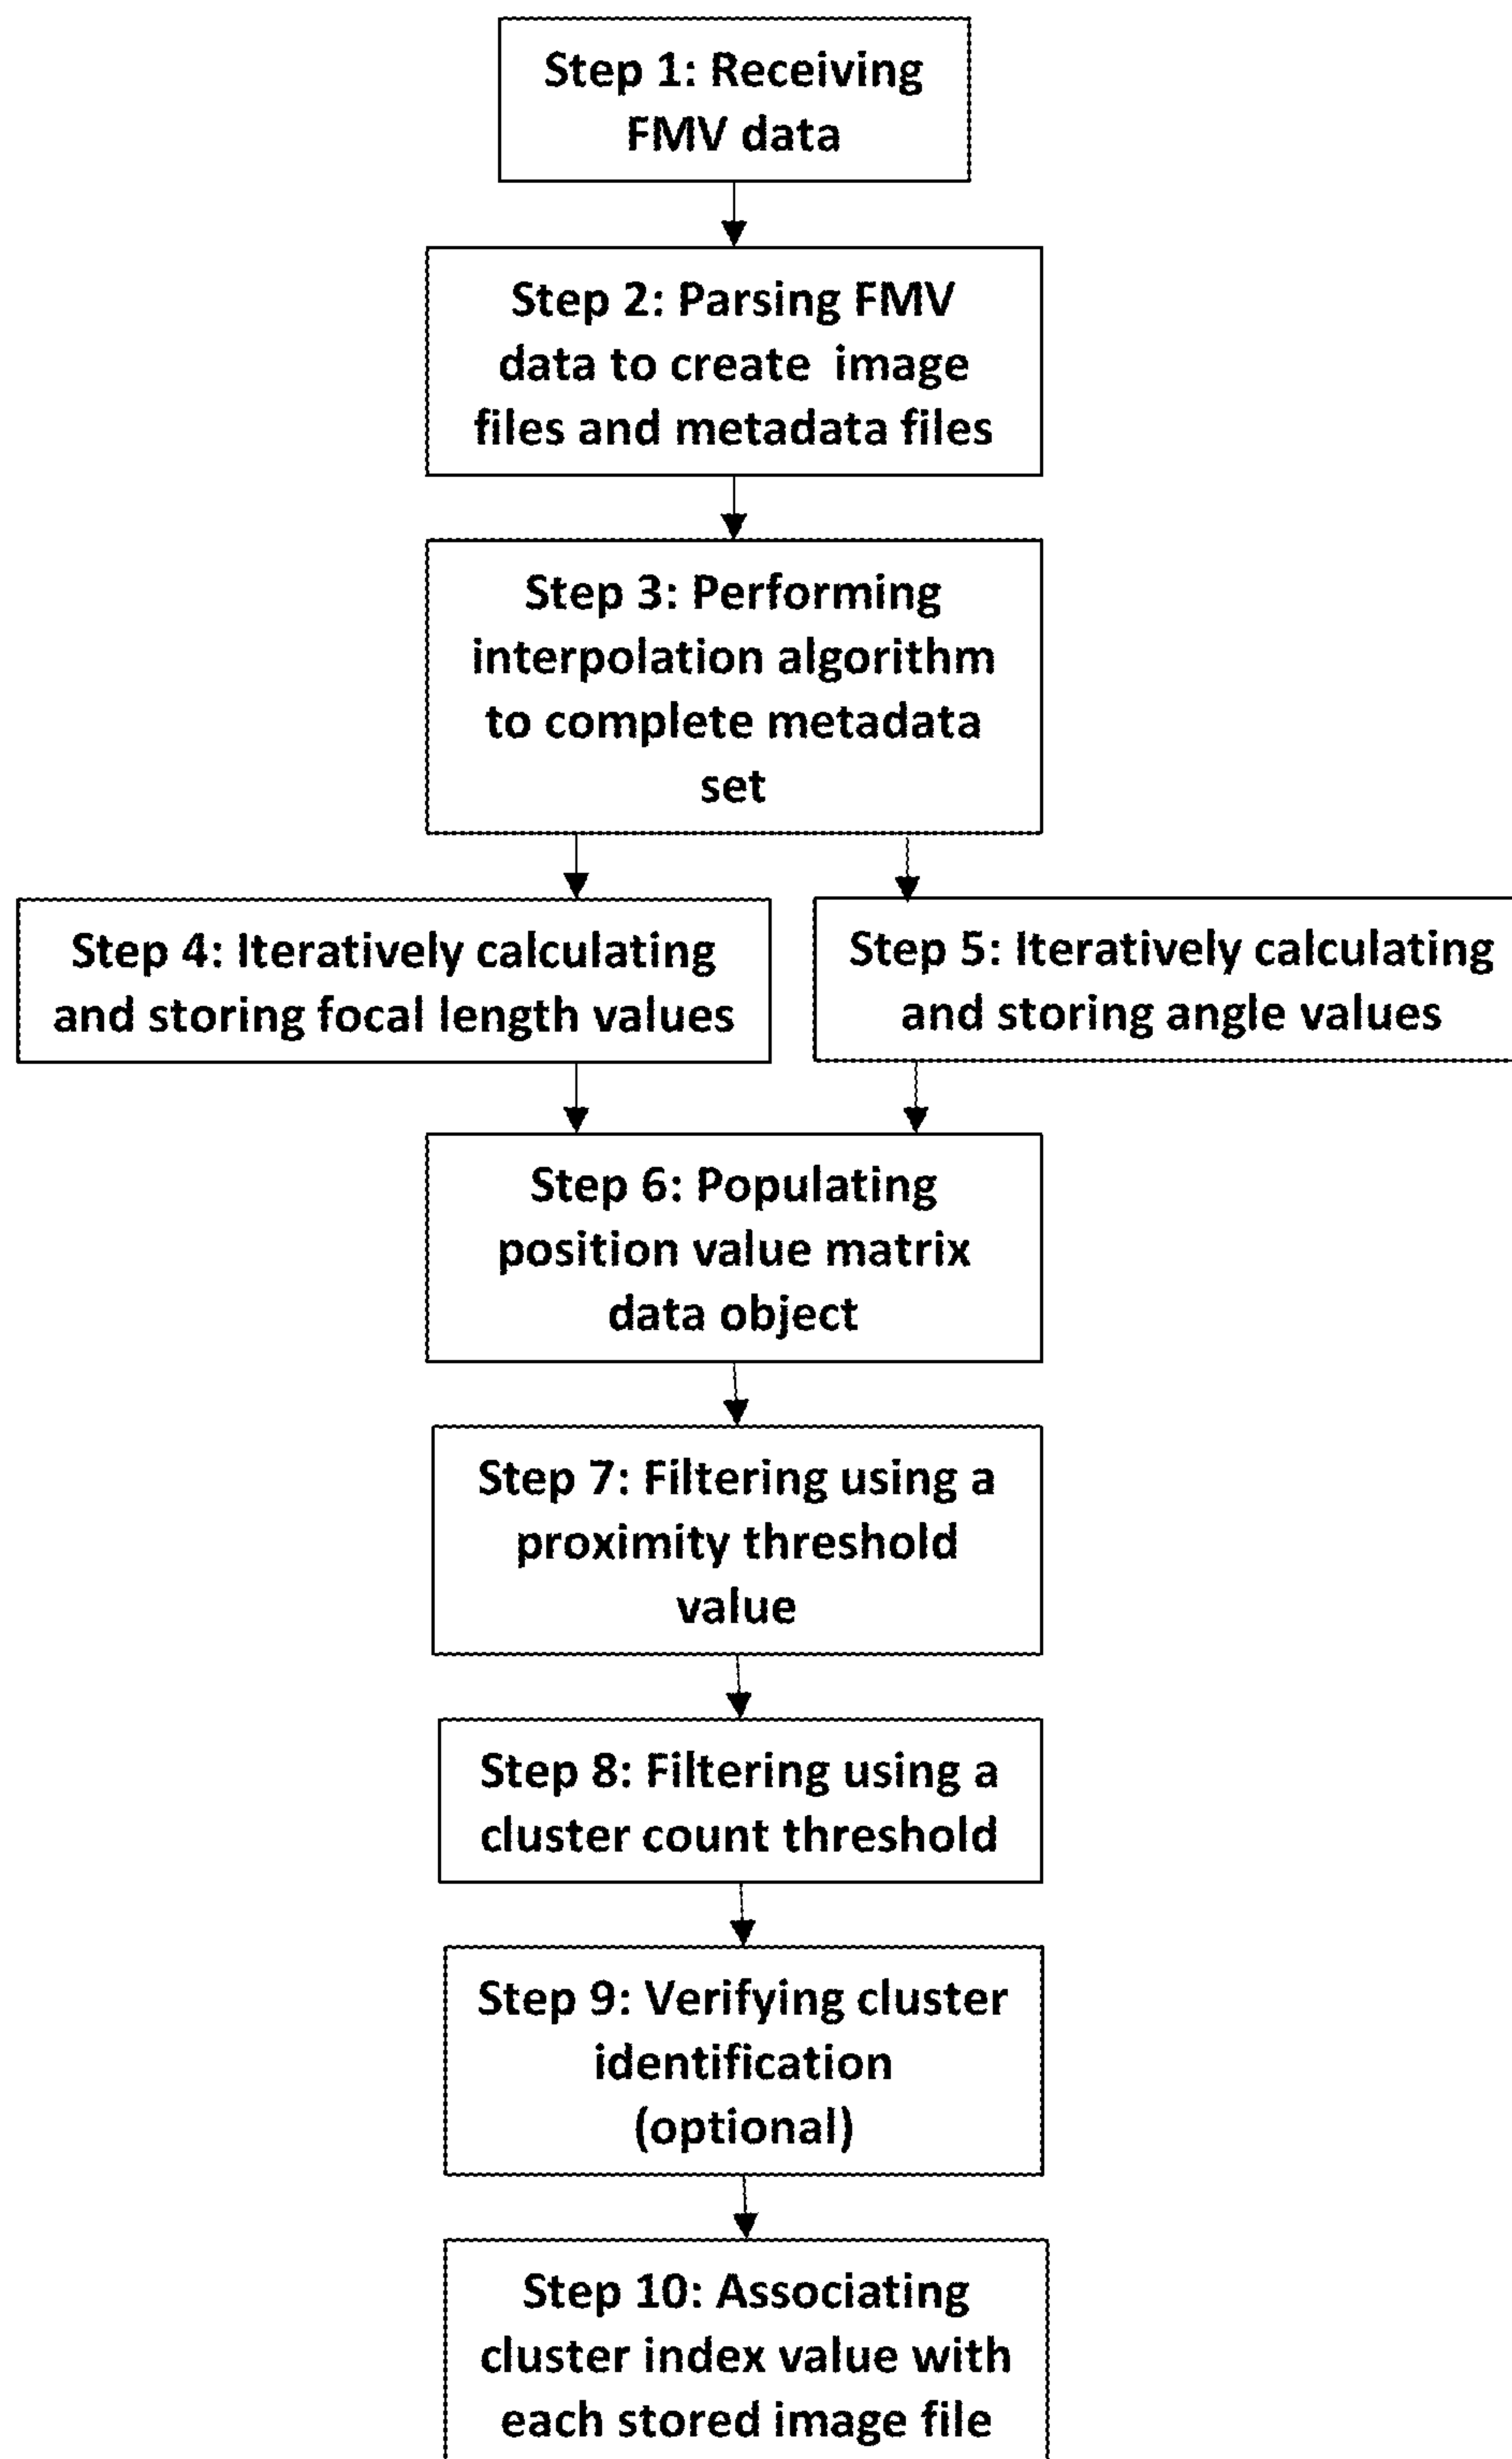 Step 1: Receiving
FMV data
Step 2: Parsing FMV
data to create image
files and metadata files
Step 3: Performing
interpolation algorithm
to complete metadata
set
Step 4: Iteratively calculating
and storing focal length values
Step 5: Iteratively calculating
and storing angle values
Step 6: Populating
position value matrix
data object
Step 7: Filtering using a
proximity threshold
value
Step 8: Filtering using a
cluster count threshold
Step 9: Verifying cluster
identification
(optional)
Step 10: Associating
cluster index value with
each stored image file